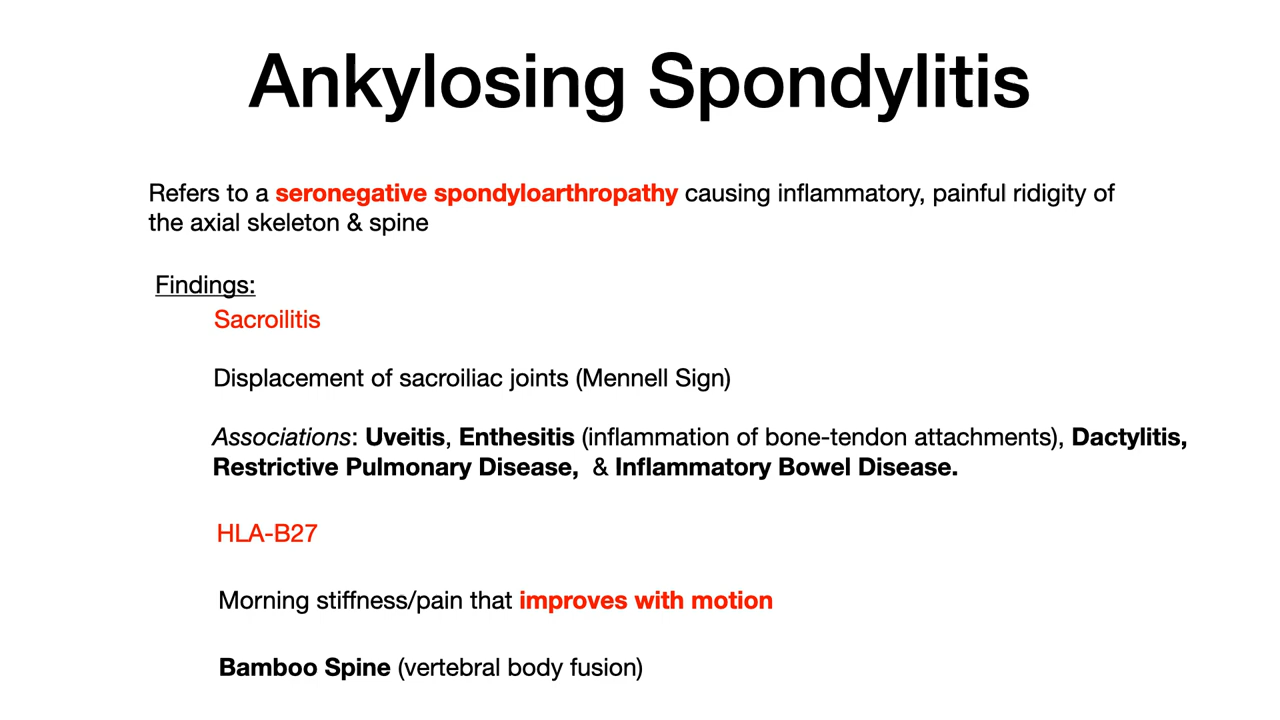 Ankylosing Spondylitis
Refers to a seronegative spondyloarthropathy causing inflammatory, painful ridigity of
the axial skeleton & spine
Findings:
Sacroilitis
Displacement of sacroiliac joints (Mennell Sign)
Associations: Uveitis, Enthesitis (inflammation of bone-tendon attachments), Dactylitis,
Restrictive Pulmonary Disease,  & Inflammatory Bowel Disease.
HLA-B27
Morning stiffness/pain that improves with motion
Bamboo Spine (vertebral body fusion)